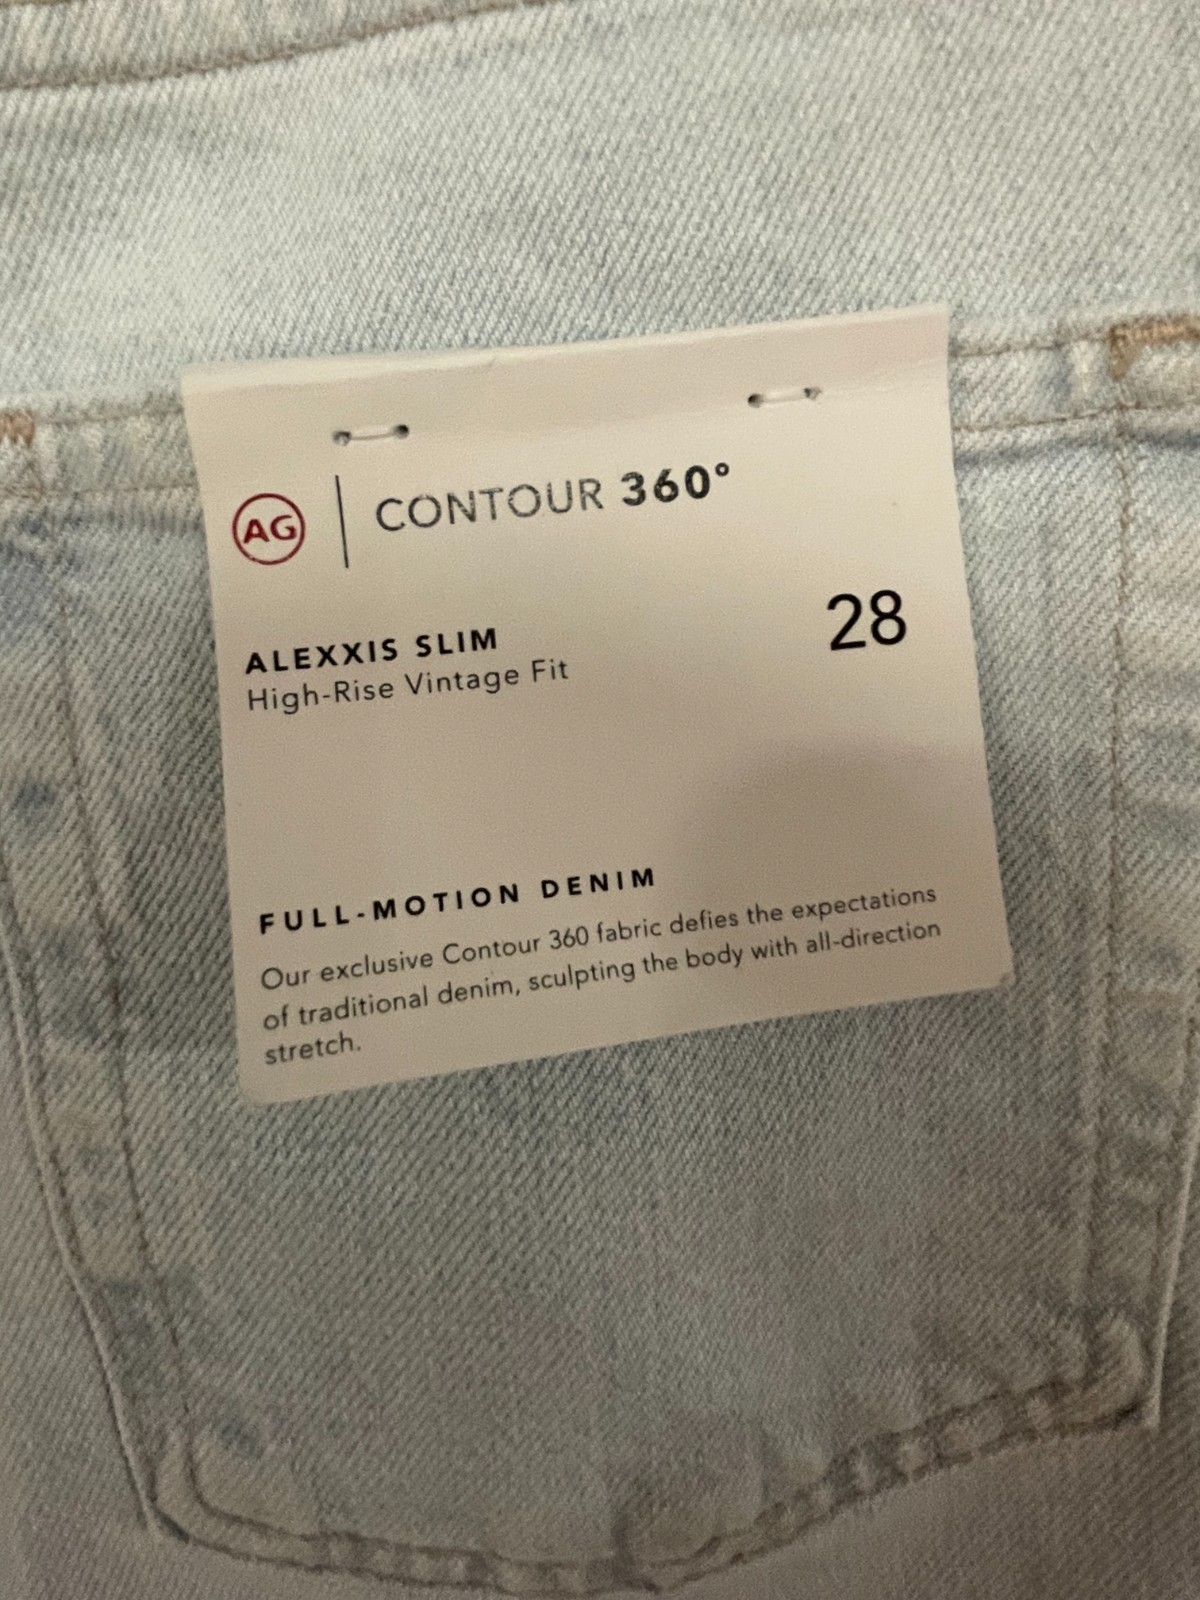 AG | CONTOUR 360°
28
ALEXXIS SLIM
High-Rise Vintage Fit
FULL-MOTION DENIM
Our exclusive Contour 360 fabric defies the expectations
of traditional denim, sculpting the body with all-direction
stretch.